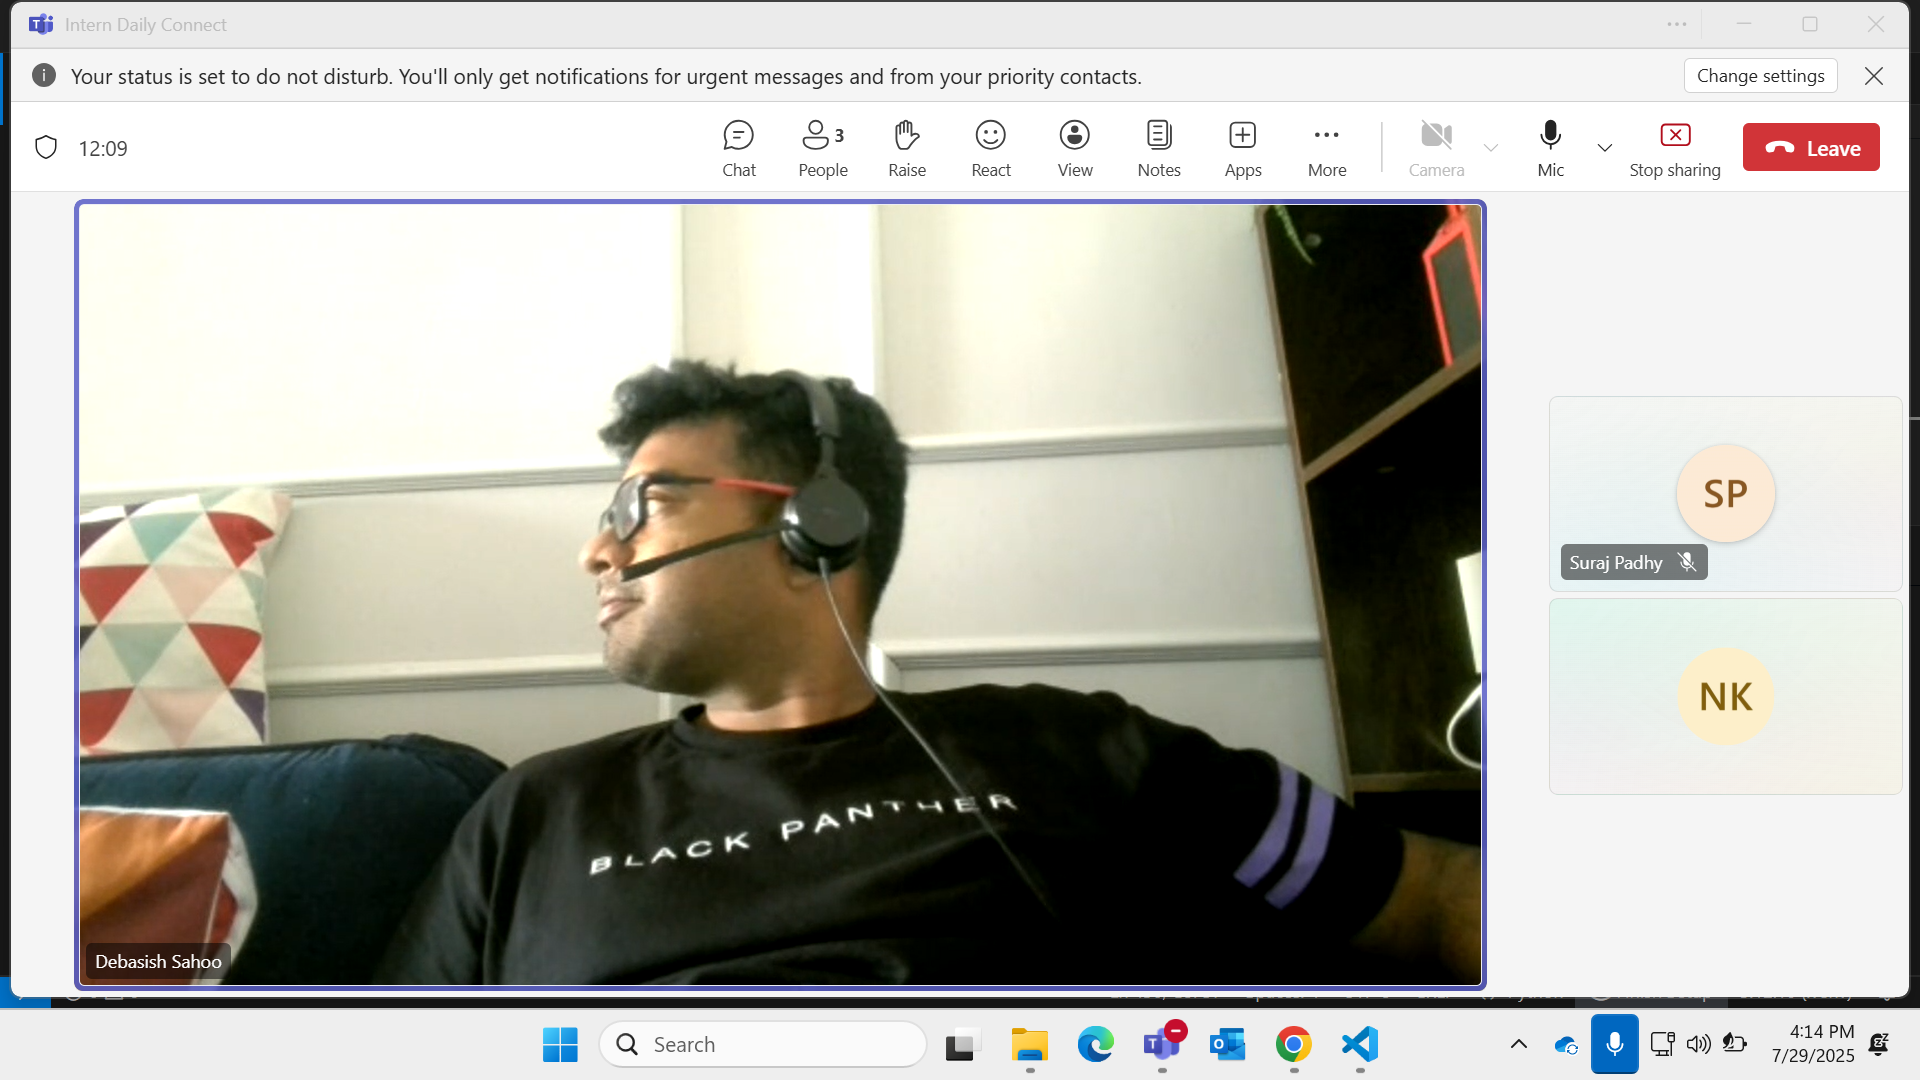 Intern Daily Connect
Your status is set to do not disturb. You'll only get notifications for urgent messages and from your priority contacts.
Change settings
12:09
Chat
People 3
Raise
React
View
Notes
Apps
More
Camera
Mic
Stop sharing
Leave
BLACK PANTHER
Debasish Sahoo
SP
Suraj Padhy
NK
Search
4:14 PM
7/29/2025